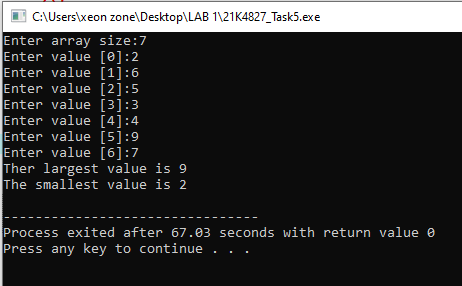 C:\Users\xeon zone\Desktop\LAB 1\21K4827_Task5.exe
Enter array size:7
Enter value [0]:2
Enter value [1]:6
Enter value [2]:5
Enter value [3]:3
Enter value [4]:4
Enter value [5]:9
Enter value [6]:7
Ther largest value is 9
The smallest value is 2
--------------------------------
Process exited after 67.03 seconds with return value 0
Press any key to continue . . .